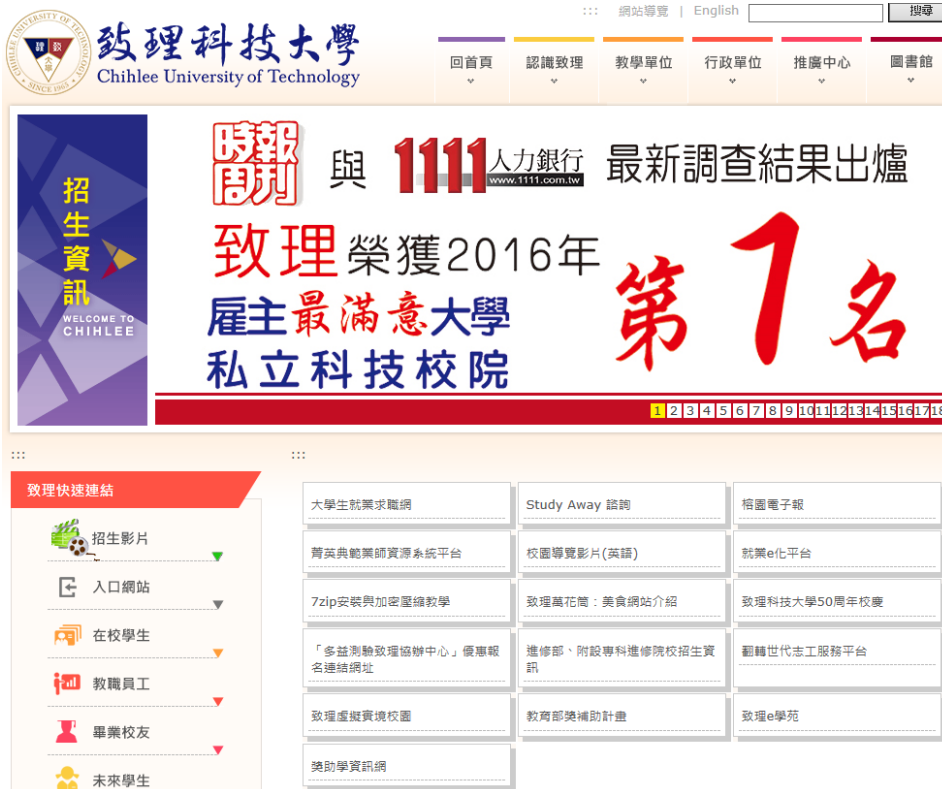 ::: 網站導覽 | English 搜尋
致理科技大學
Chihlee University of Technology
SINCE 1965
回首頁 認識致理 教學單位 行政單位 推廣中心 圖書館
招生資訊
WELCOME TO
CHIHLEE
時報周刊 與 1111人力銀行 最新調查結果出爐
www.1111.com.tw
致理榮獲2016年
雇主最滿意大學
私立科技校院
第1名
1 2 3 4 5 6 7 8 9 10 11 12 13 14 15 16 17 18
::: :::
致理快速連結
招生影片
入口網站
在校學生
教職員工
畢業校友
未來學生
大學生就業求職網 Study Away 諮詢 榕園電子報
菁英典範業師資源系統平台 校園導覽影片(英語) 就業e化平台
7zip安裝與加密壓縮教學 致理萬花筒：美食網站介紹 致理科技大學50周年校慶
「多益測驗致理協辦中心」優惠報
名連結網址
進修部、附設專科進修院校招生資
訊
翻轉世代志工服務平台
致理虛擬實境校園 教育部獎補助計畫 致理e學苑
獎助學資訊網